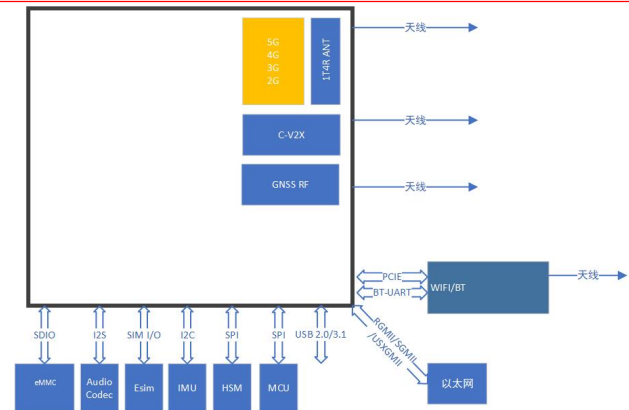 5G
4G
3G
2G
1T4R ANT
天线
C-V2X
天线
GNSS RF
天线
PCIE
BT-UART
WIFI/BT
天线
RGMII/SGMII
/USXGMII
SDIO
I2S
SIM I/O
I2C
SPI
SPI
USB 2.0/3.1
eMMC
Audio
Codec
Esim
IMU
HSM
MCU
以太网